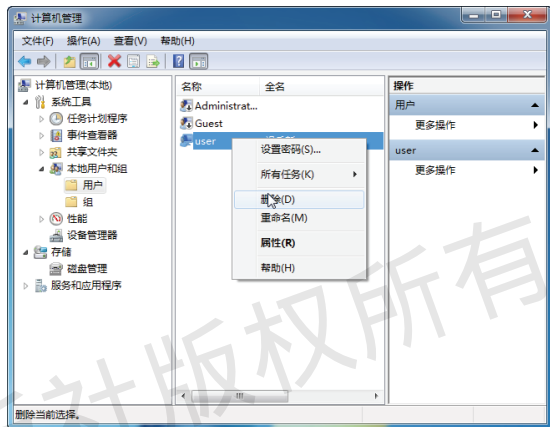 计算机管理
文件(F) 操作(A) 查看(V) 帮助(H)
计算机管理(本地)
系统工具
任务计划程序
事件查看器
共享文件夹
本地用户和组
用户
组
性能
设备管理器
存储
磁盘管理
服务和应用程序
名称 全名
Administrat...
Guest
user
设置密码(S)...
所有任务(K)
删除(D)
重命名(M)
属性(R)
帮助(H)
操作
用户
更多操作
user
更多操作
删除当前选择。
社版权所有